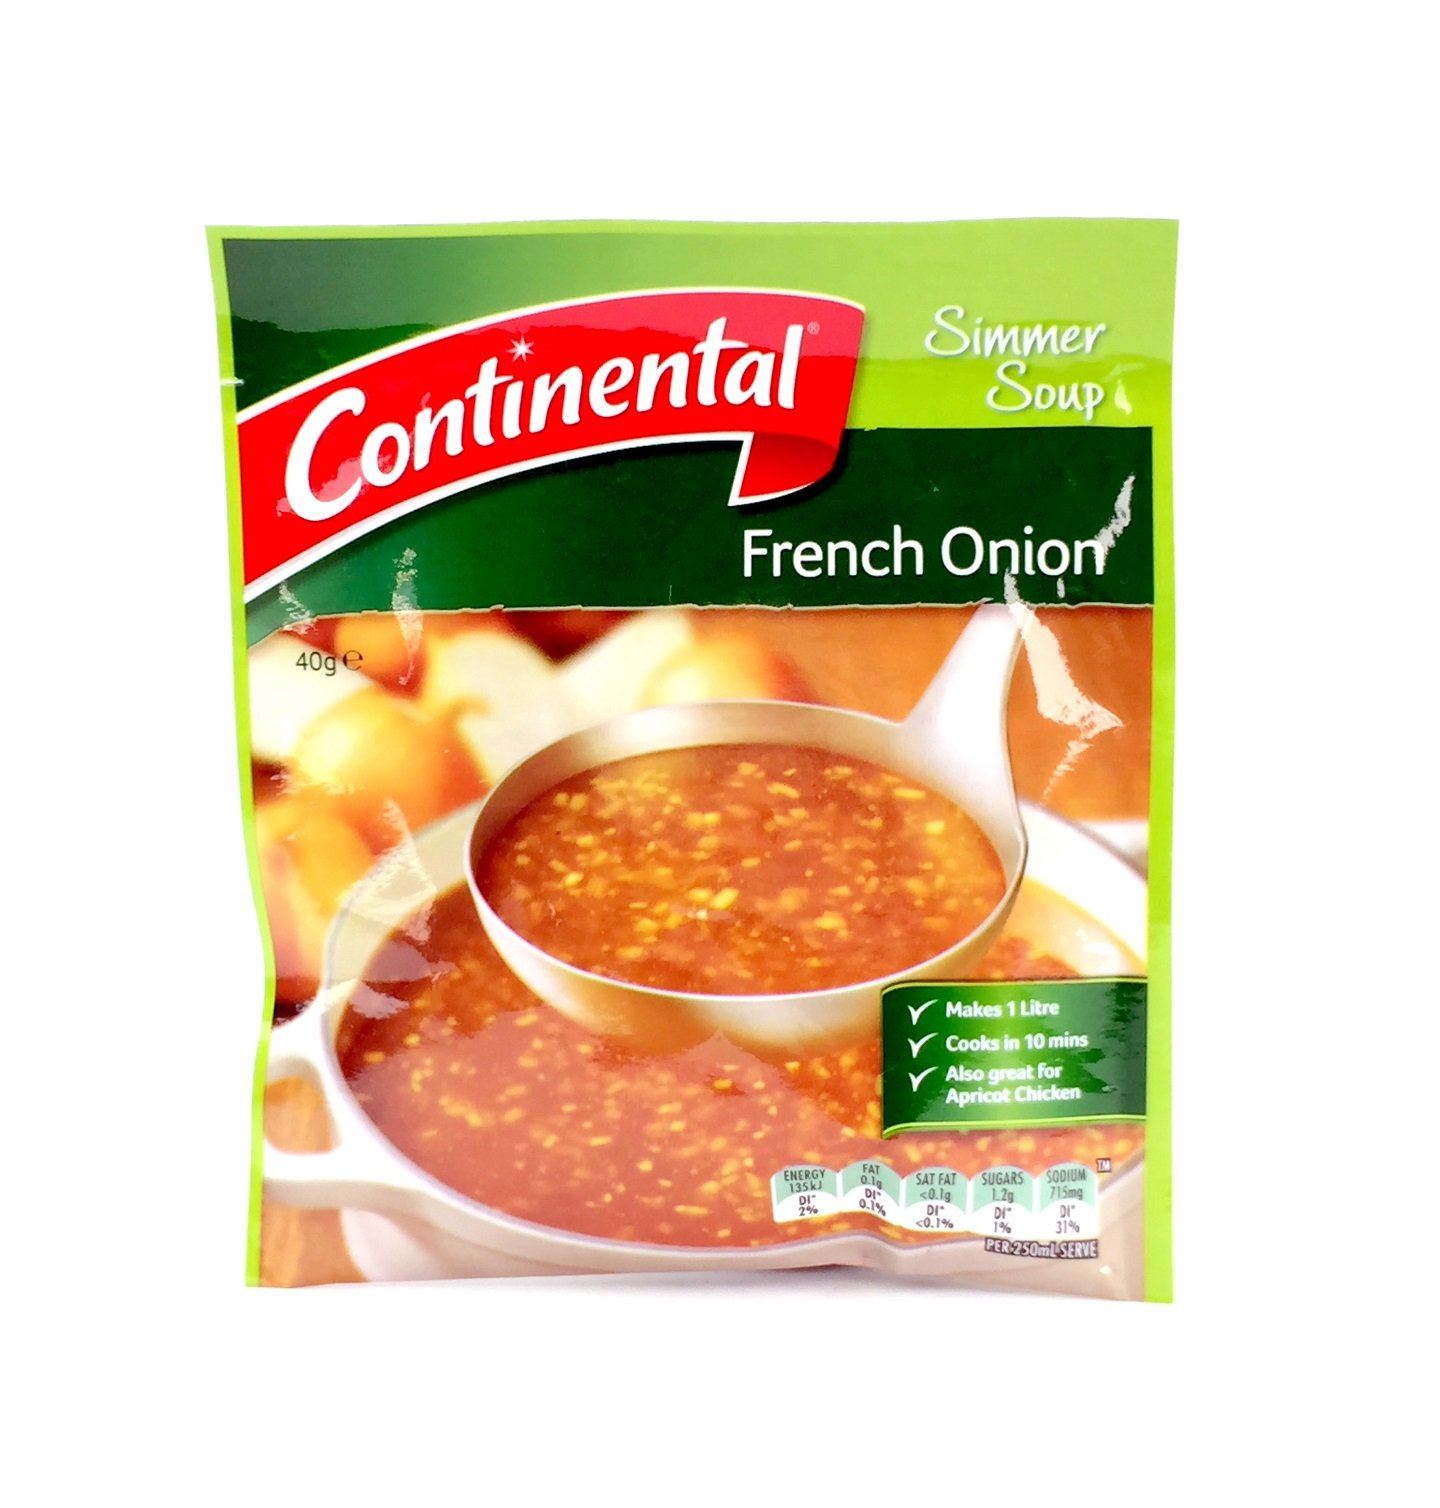 Continental®
Simmer
Soup
French Onion
40g ℮
Makes 1 Litre
Cooks in 10 mins
Also great for
Apricot Chicken
ENERGY
135kJ
DI*
2%
FAT
0.1g
DI*
0.1%
SAT FAT
<0.1g
DI*
<0.1%
SUGARS
1.2g
DI*
1%
SODIUM
715mg
DI*
31%
TM
PER 250mL SERVE